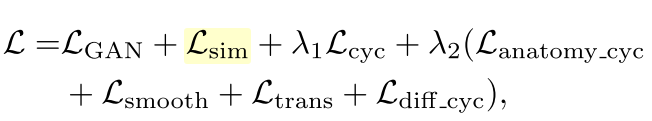 ℒ =ℒ_GAN + ℒ_sim + λ₁ℒ_cyc + λ₂(ℒ_anatomy_cyc
+ ℒ_smooth + ℒ_trans + ℒ_diff_cyc),